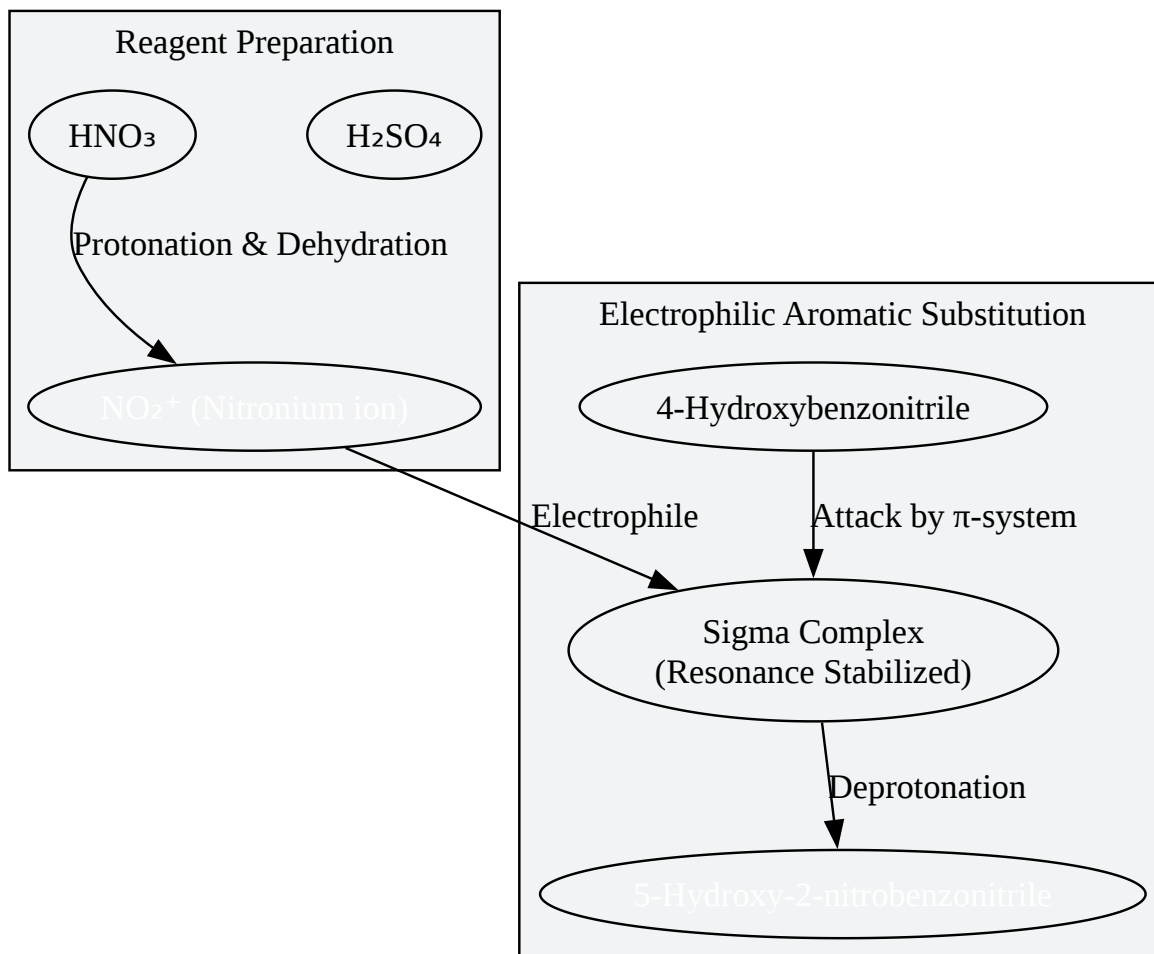 Reagent Preparation
HNO₃
H₂SO₄
Protonation & Dehydration
NO₂⁺ (Nitronium ion)
Electrophilic Aromatic Substitution
4-Hydroxybenzonitrile
Electrophile
Attack by π-system
Sigma Complex
(Resonance Stabilized)
Deprotonation
5-Hydroxy-2-nitrobenzonitrile